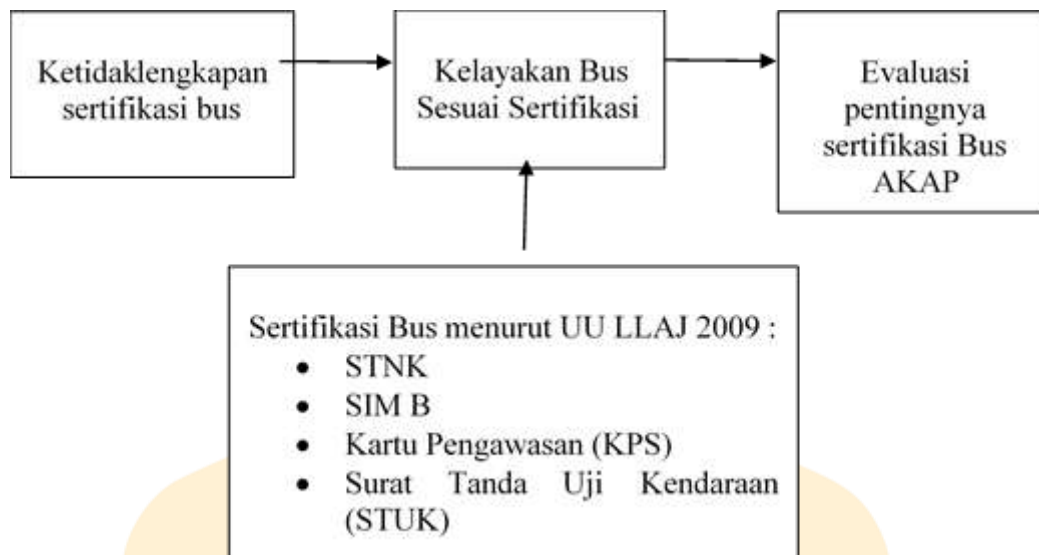 Ketidaklengkapan
sertifikasi bus
Kelayakan Bus
Sesuai Sertifikasi
Evaluasi
pentingnya
sertifikasi Bus
AKAP
Sertifikasi Bus menurut UU LLAJ 2009 :
• STNK
• SIM B
• Kartu Pengawasan (KPS)
• Surat Tanda Uji Kendaraan
(STUK)